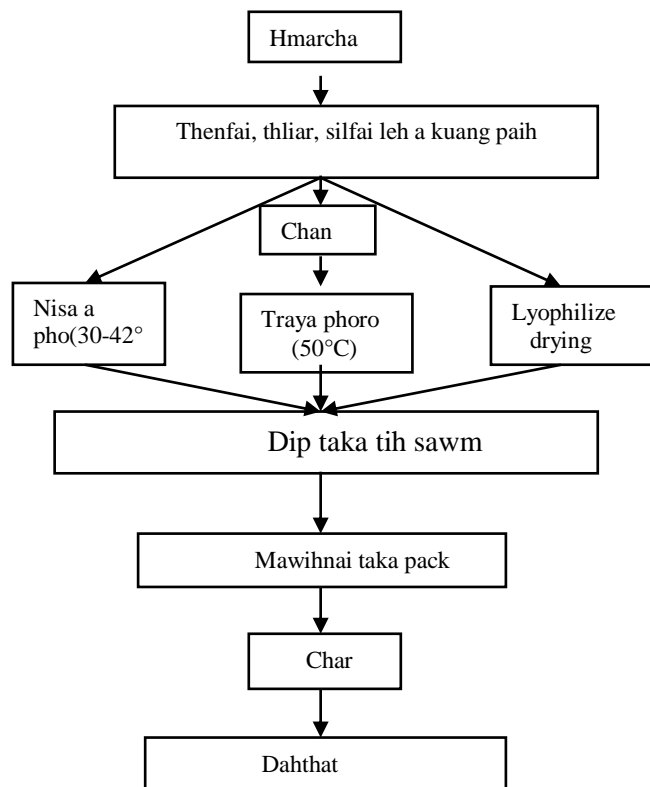 Hmarcha
Thenfai, thliar, silfai leh a kuang paih
Chan
Nisa a
pho(30-42°
Traya phoro
(50°C)
Lyophilize
drying
Dip taka tih sawm
Mawihnai taka pack
Char
Dahthat